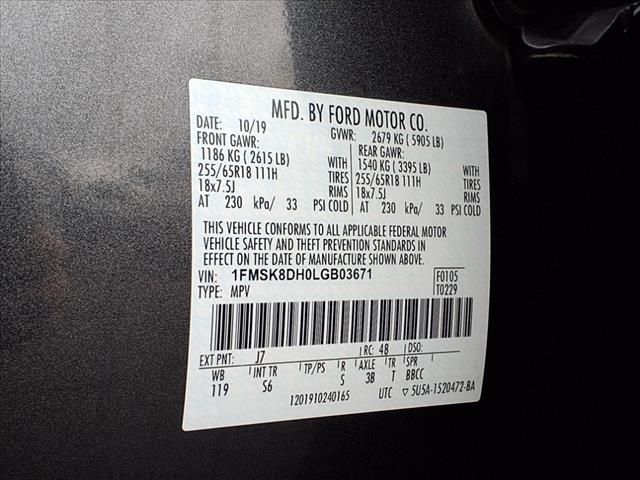 MFD. BY FORD MOTOR CO.
DATE: 10/19 GVWR: 2679 KG ( 5905 LB)
FRONT GAWR: REAR GAWR:
1186 KG ( 2615 LB) WITH 1540 KG ( 3395 LB) WITH
255/65R18 111H TIRES 255/65R18 111H TIRES
18x7.5J RIMS 18x7.5J RIMS
AT 230 kPa/ 33 PSI COLD AT 230 kPa/ 33 PSI COLD
THIS VEHICLE CONFORMS TO ALL APPLICABLE FEDERAL MOTOR
VEHICLE SAFETY AND THEFT PREVENTION STANDARDS IN
EFFECT ON THE DATE OF MANUFACTURE SHOWN ABOVE.
VIN: 1FMSK8DH0LGB03671 F0105
TYPE: MPV T0229
EXT PNT: J7 RC: 48 DSO:
WB INT TR TP/PS R AXLE TR SPR
119 S6 S 3B T BBCC
1201910240165 UTC ▽ 5U5A-1520472-BA